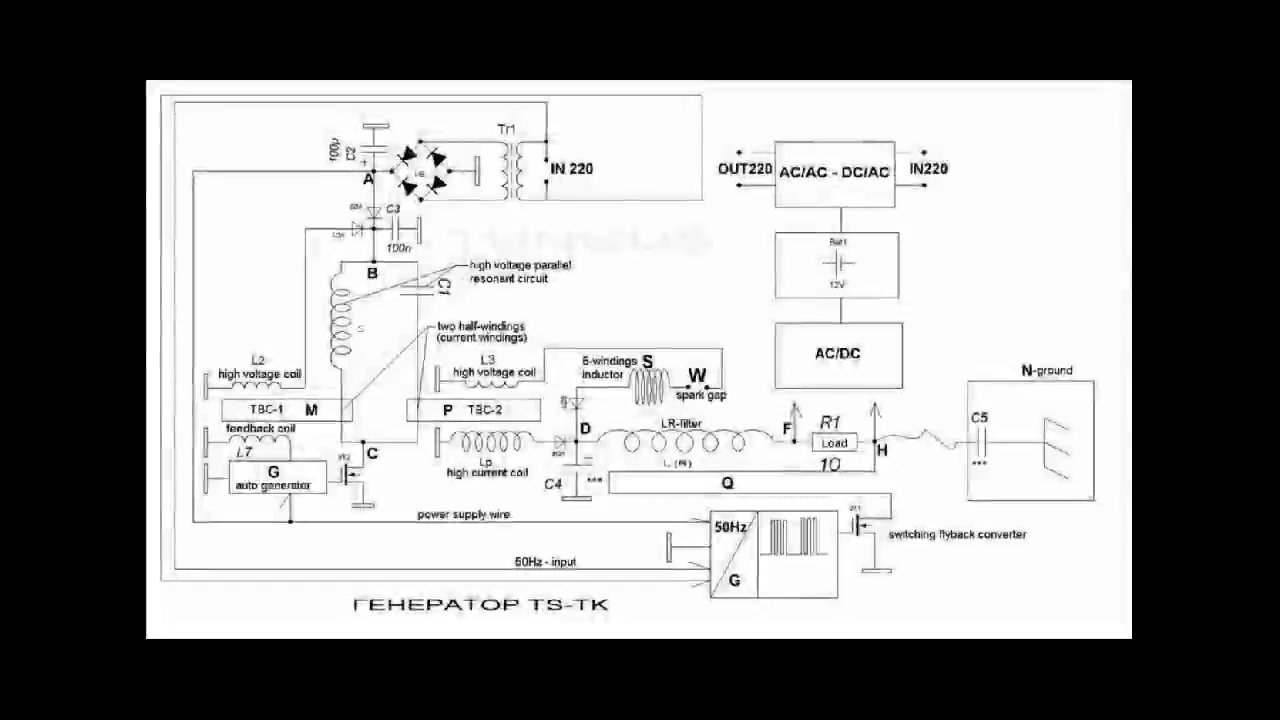 Tr1
100µ
C2
+
A
IN 220
OUT220
AC/AC - DC/AC
IN220
C3
100n
B
C1
high voltage parallel
resonant circuit
Bat1
12V
two half-windings
(current windings)
AC/DC
L2
high voltage coil
L3
high voltage coil
6-windings
inductor
S
W
spark gap
N-ground
TBC-1
M
P
TBC-2
feedback coil
L7
G
auto generator
C
Lp
high current coil
D
LR-filter
C4
***
F
R1
Load
10
H
C5
***
Q
power supply wire
50Hz
G
switching flyback converter
50Hz - input
ГЕНЕРАТОР TS-TK